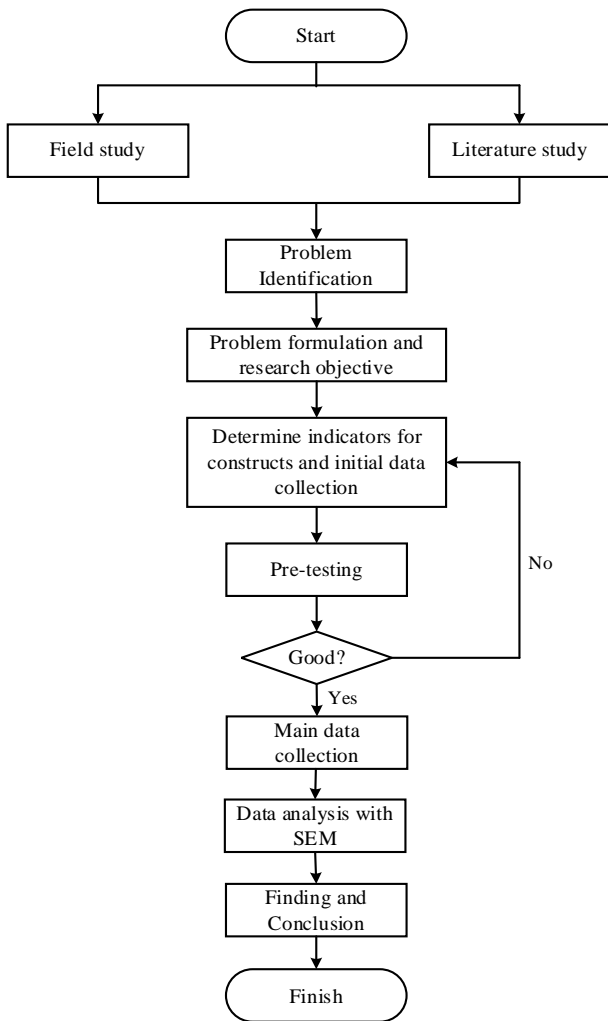 Start
Field study
Literature study
Problem
Identification
Problem formulation and
research objective
Determine indicators for
constructs and initial data
collection
Pre-testing
No
Good?
Yes
Main data
collection
Data analysis with
SEM
Finding and
Conclusion
Finish